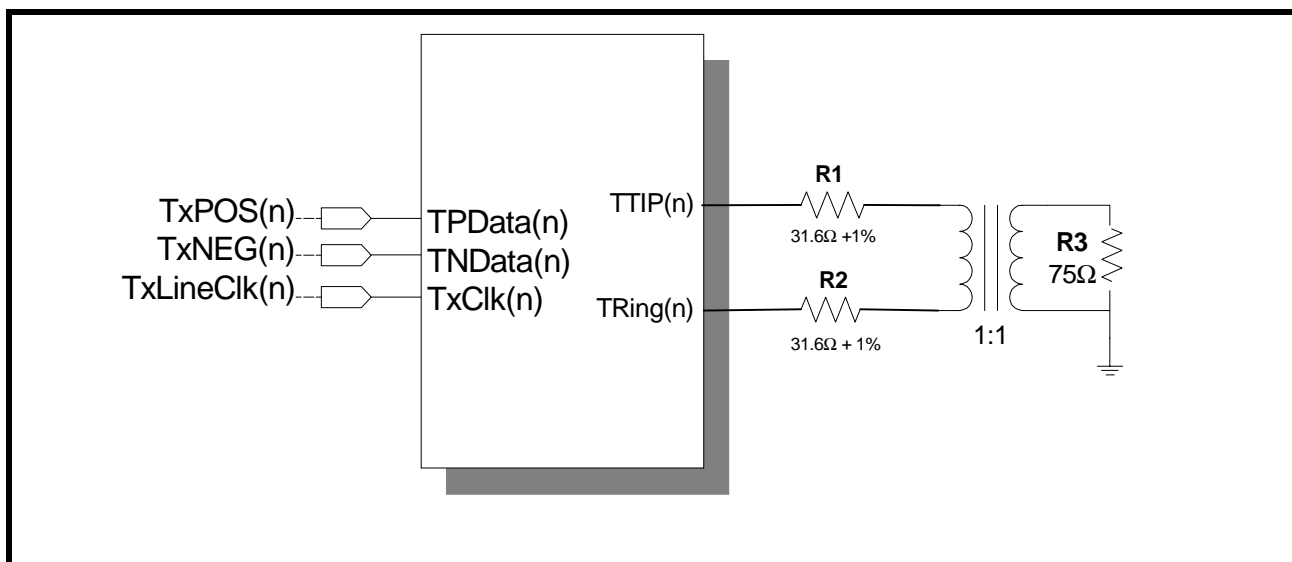 TxPOS(n)
TxNEG(n)
TxLineClk(n)
TPData(n)
TNData(n)
TxClk(n)
TTIP(n)
TRing(n)
R1
31.6Ω +1%
R2
31.6Ω + 1%
1:1
R3
75Ω